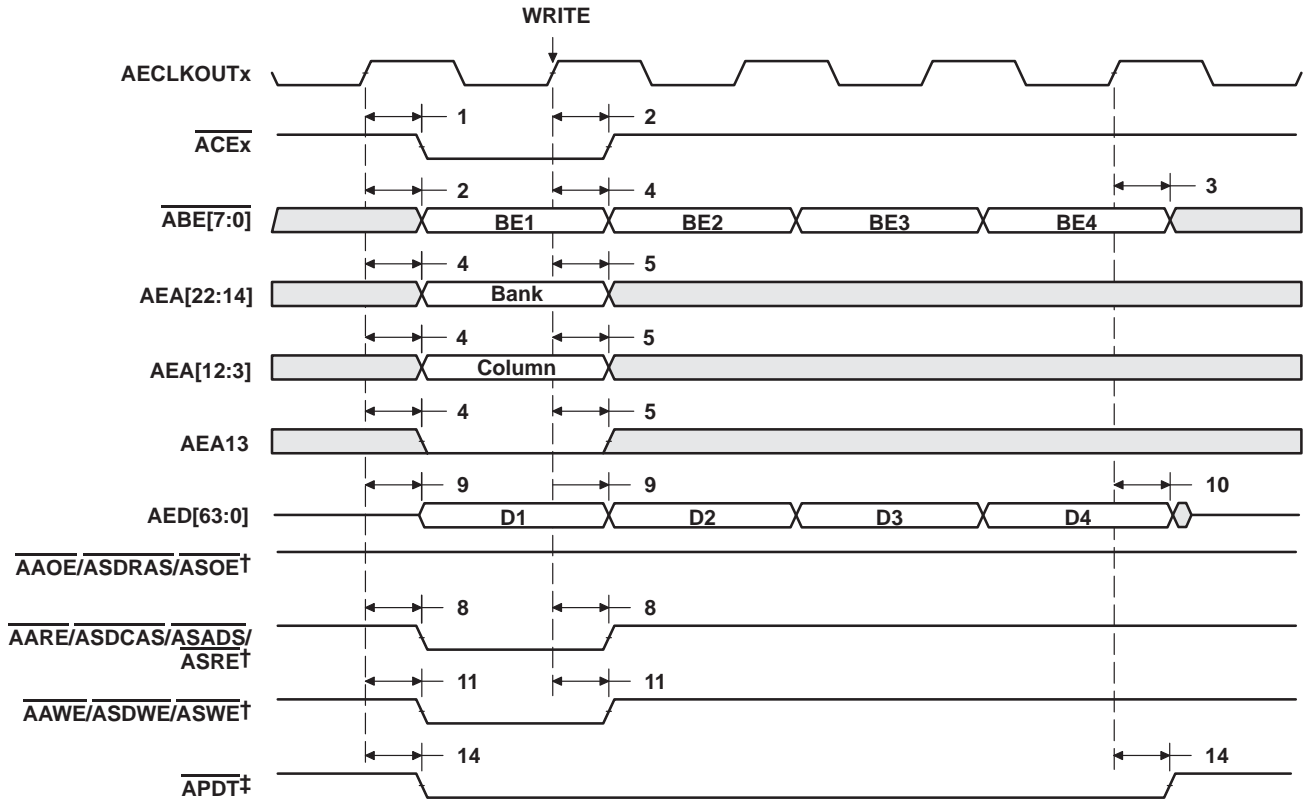 WRITE
AECLKOUTx
1 2
ACEx
2 4 3
ABE[7:0] BE1 BE2 BE3 BE4
4 5
AEA[22:14] Bank
4 5
AEA[12:3] Column
4 5
AEA13
9 9 10
AED[63:0] D1 D2 D3 D4
AAOE/ASDRAS/ASOE†
8 8
AARE/ASDCAS/ASADS/
ASRE†
11 11
AAWE/ASDWE/ASWE†
14 14
APDT‡